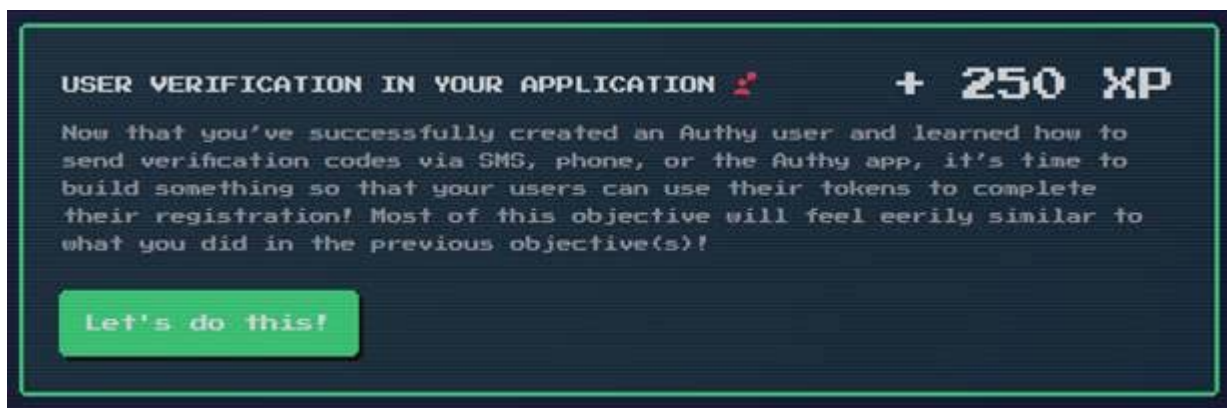 USER VERIFICATION IN YOUR APPLICATION + 250 XP
Now that you've successfully created an Authy user and learned how to
send verification codes via SMS, phone, or the Authy app, it's time to
build something so that your users can use their tokens to complete
their registration! Most of this objective will feel eerily similar to
what you did in the previous objective(s)!
Let's do this!